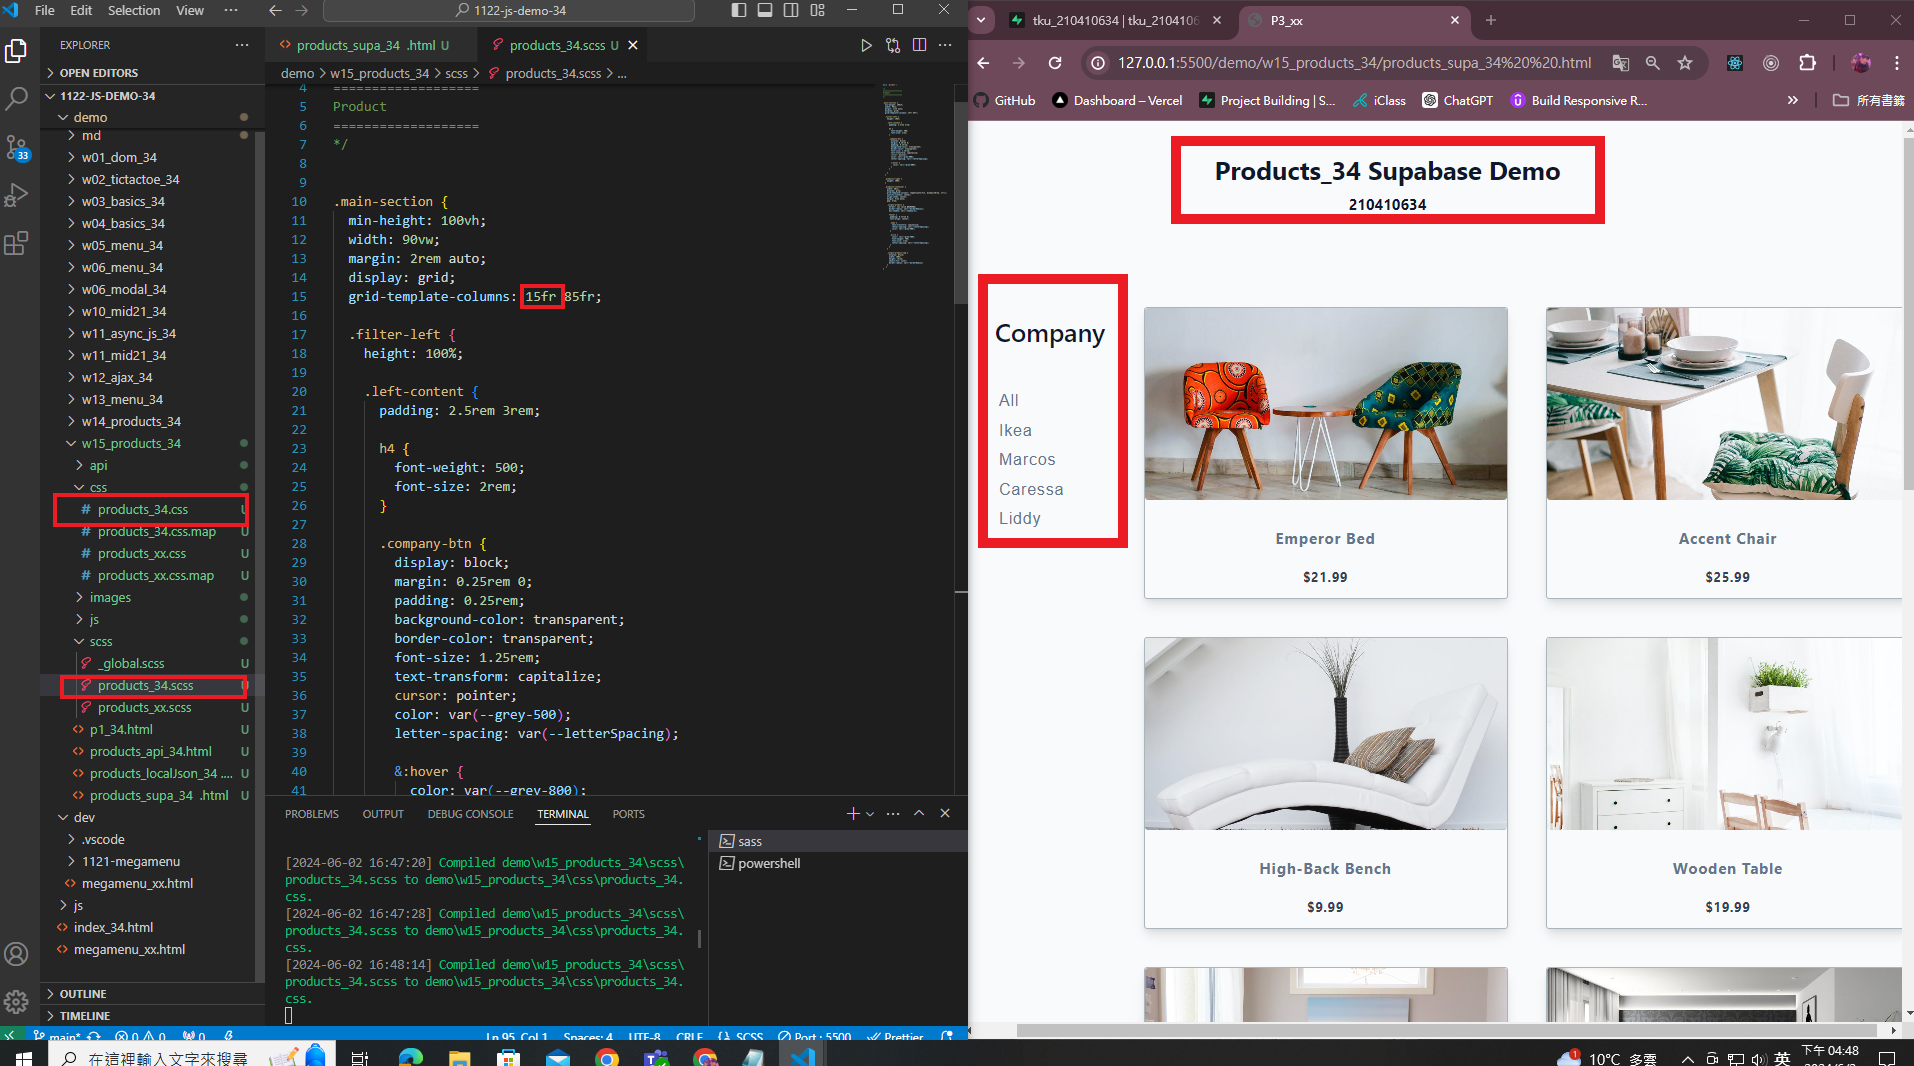 File Edit Selection View ··· 1122-js-demo-34
EXPLORER ···
OPEN EDITORS
1122-JS-DEMO-34
demo
md
w01_dom_34
w02_tictactoe_34
w03_basics_34
w04_basics_34
w05_menu_34
w06_menu_34
w06_modal_34
w10_mid21_34
w11_async_js_34
w11_mid21_34
w12_ajax_34
w13_menu_34
w14_products_34
w15_products_34
api
css
# products_34.css U
# products_34.css.map U
# products_xx.css U
# products_xx.css.map U
images
js
scss
_global.scss U
products_34.scss U
products_xx.scss U
p1_34.html U
products_api_34.html U
products_localJson_34 .... U
products_supa_34 .html U
dev
.vscode
1121-megamenu
megamenu_xx.html
js
index_34.html
megamenu_xx.html
OUTLINE
TIMELINE
33
products_supa_34 .html U
products_34.scss U
demo > w15_products_34 > scss > products_34.scss > ...
4 ===================
5 Product
6 ===================
7 */
8
9
10 .main-section {
11 min-height: 100vh;
12 width: 90vw;
13 margin: 2rem auto;
14 display: grid;
15 grid-template-columns: 15fr 85fr;
16
17 .filter-left {
18 height: 100%;
19
20 .left-content {
21 padding: 2.5rem 3rem;
22
23 h4 {
24 font-weight: 500;
25 font-size: 2rem;
26 }
27
28 .company-btn {
29 display: block;
30 margin: 0.25rem 0;
31 padding: 0.25rem;
32 background-color: transparent;
33 border-color: transparent;
34 font-size: 1.25rem;
35 text-transform: capitalize;
36 cursor: pointer;
37 color: var(--grey-500);
38 letter-spacing: var(--letterSpacing);
39
40 &:hover {
41 color: var(--grey-800);
PROBLEMS OUTPUT DEBUG CONSOLE TERMINAL PORTS
[2024-06-02 16:47:20] Compiled demo\w15_products_34\scss\
products_34.scss to demo\w15_products_34\css\products_34.
css.
[2024-06-02 16:47:28] Compiled demo\w15_products_34\scss\
products_34.scss to demo\w15_products_34\css\products_34.
css.
[2024-06-02 16:48:14] Compiled demo\w15_products_34\scss\
products_34.scss to demo\w15_products_34\css\products_34.
css.
sass
powershell
main* 0 0 0 Ln 95, Col 1 Spaces: 4 UTF-8 CRLF {} SCSS Port : 5500 Prettier
tku_210410634 | tku_210410
P3_xx
127.0.0.1:5500/demo/w15_products_34/products_supa_34%20%20.html
GitHub Dashboard – Vercel Project Building | S... iClass ChatGPT Build Responsive R... 所有書籤
Products_34 Supabase Demo
210410634
Company
All
Ikea
Marcos
Caressa
Liddy
Emperor Bed
$21.99
Accent Chair
$25.99
High-Back Bench
$9.99
Wooden Table
$19.99
在這裡輸入文字來搜尋
1
10°C 多雲
英
下午 04:48